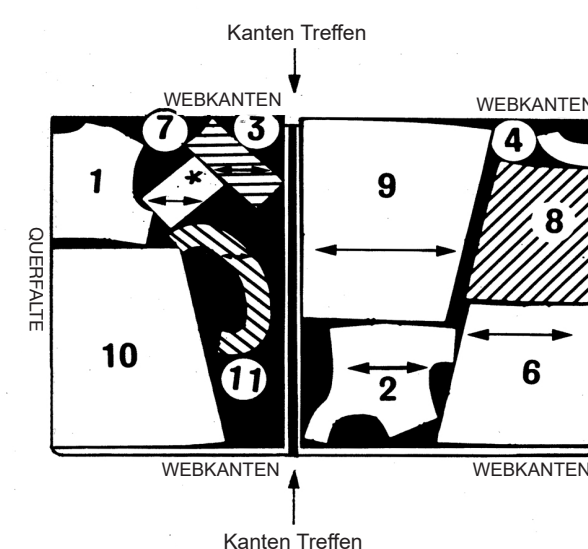 Kanten Treffen
WEBKANTEN
WEBKANTEN
7
3
4
1
*
9
8
QUERFALTE
10
11
2
6
WEBKANTEN
WEBKANTEN
Kanten Treffen